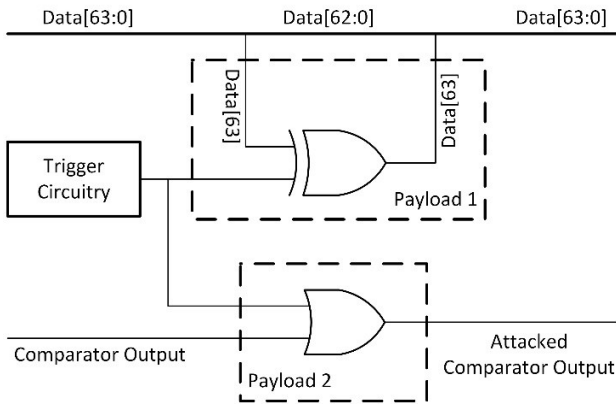 Data[63:0]
Data[62:0]
Data[63:0]
Data[63]
Data[63]
Trigger
Circuitry
Payload 1
Comparator Output
Payload 2
Attacked
Comparator Output